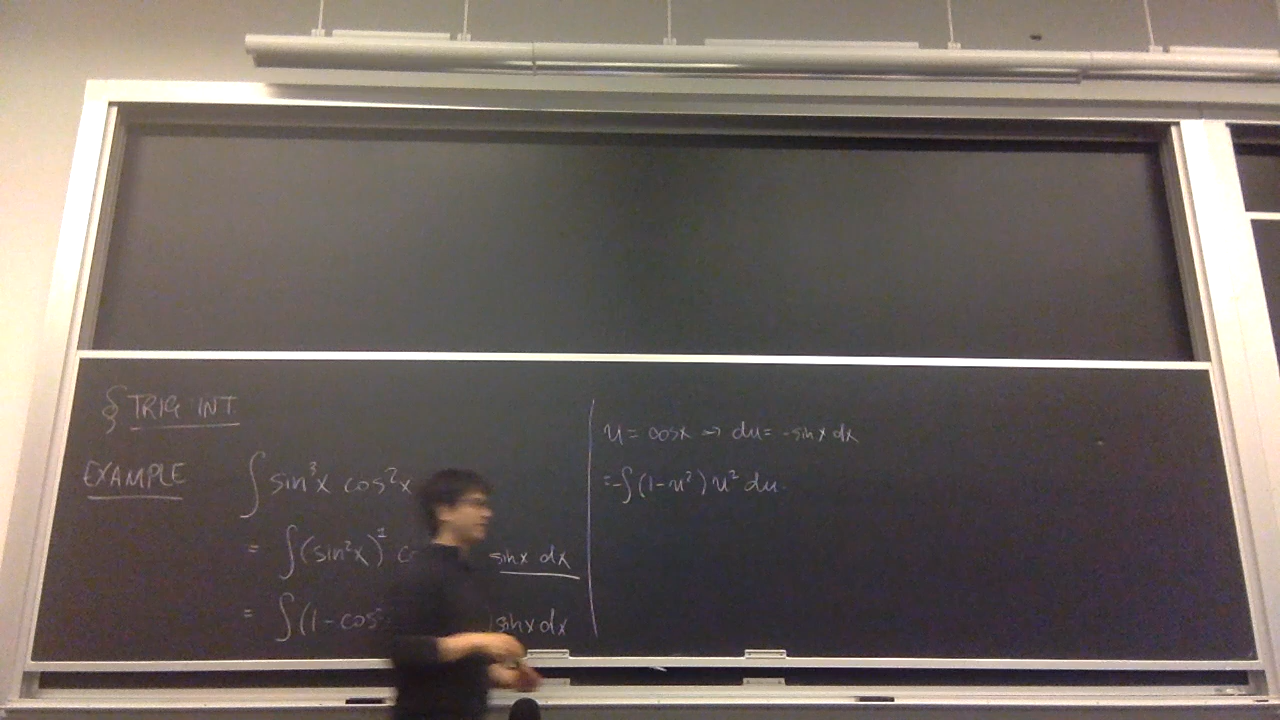 § TRIG INT.
EXAMPLE ∫ sin³x cos²x
= ∫ (sin²x)¹ sinx dx
= ∫ (1 - cos ) sinx dx
u = cosx → du = -sinx dx
= -∫ (1-u²) u² du.